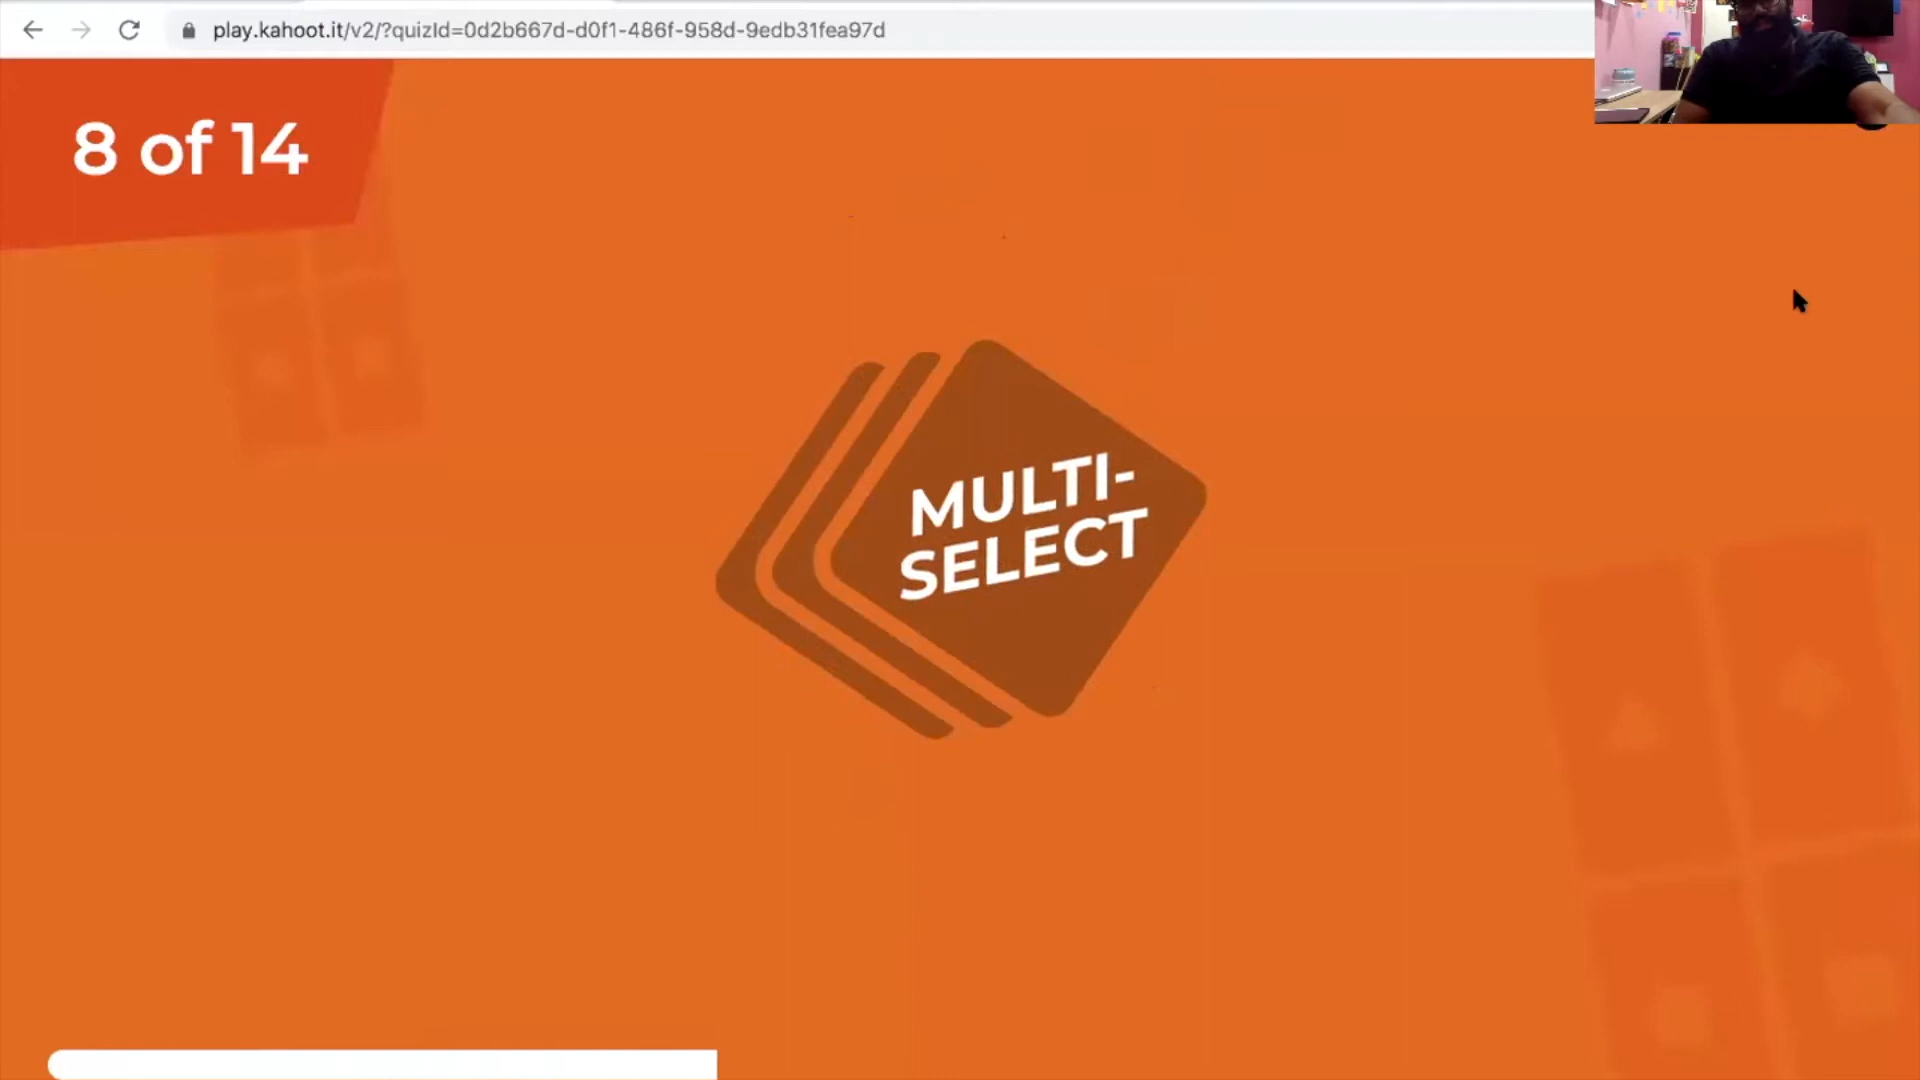 play.kahoot.it/v2/?quizId=0d2b667d-d0f1-486f-958d-9edb31fea97d
8 of 14
MULTI-
SELECT